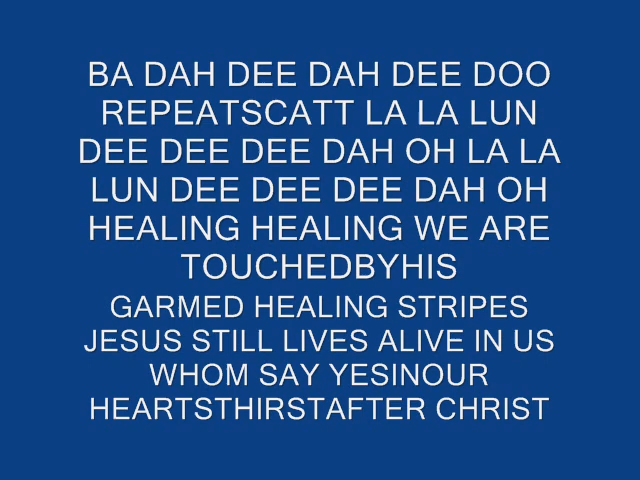 BA DAH DEE DAH DEE DOO
REPEATSCATT LA LA LUN
DEE DEE DEE DAH OH LA LA
LUN DEE DEE DEE DAH OH
HEALING HEALING WE ARE
TOUCHEDBYHIS
GARMED HEALING STRIPES
JESUS STILL LIVES ALIVE IN US
WHOM SAY YESINOUR
HEARTSTHIRSTAFTER CHRIST